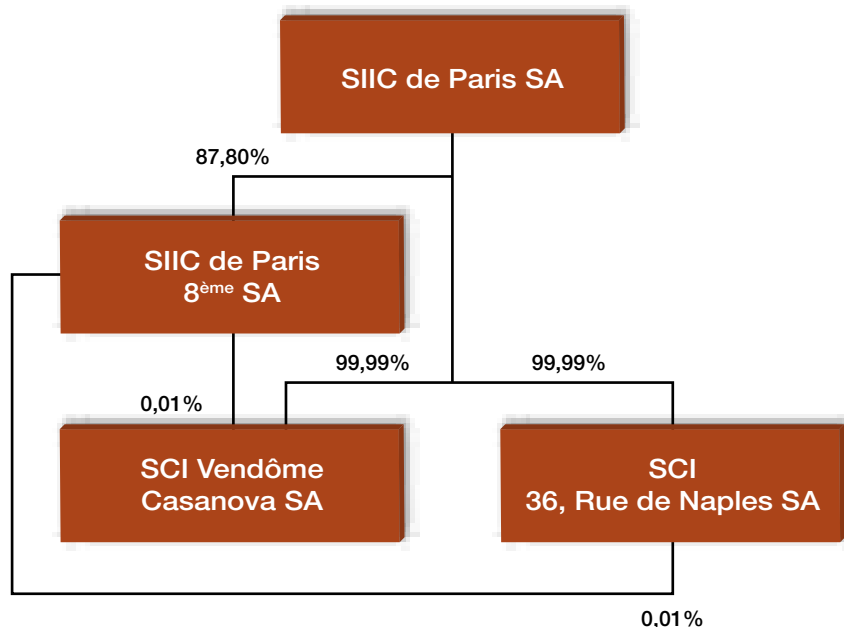 SIIC de Paris SA
87,80%
SIIC de Paris
8ème SA
99,99%
99,99%
0,01%
SCI Vendôme
Casanova SA
SCI
36, Rue de Naples SA
0,01%